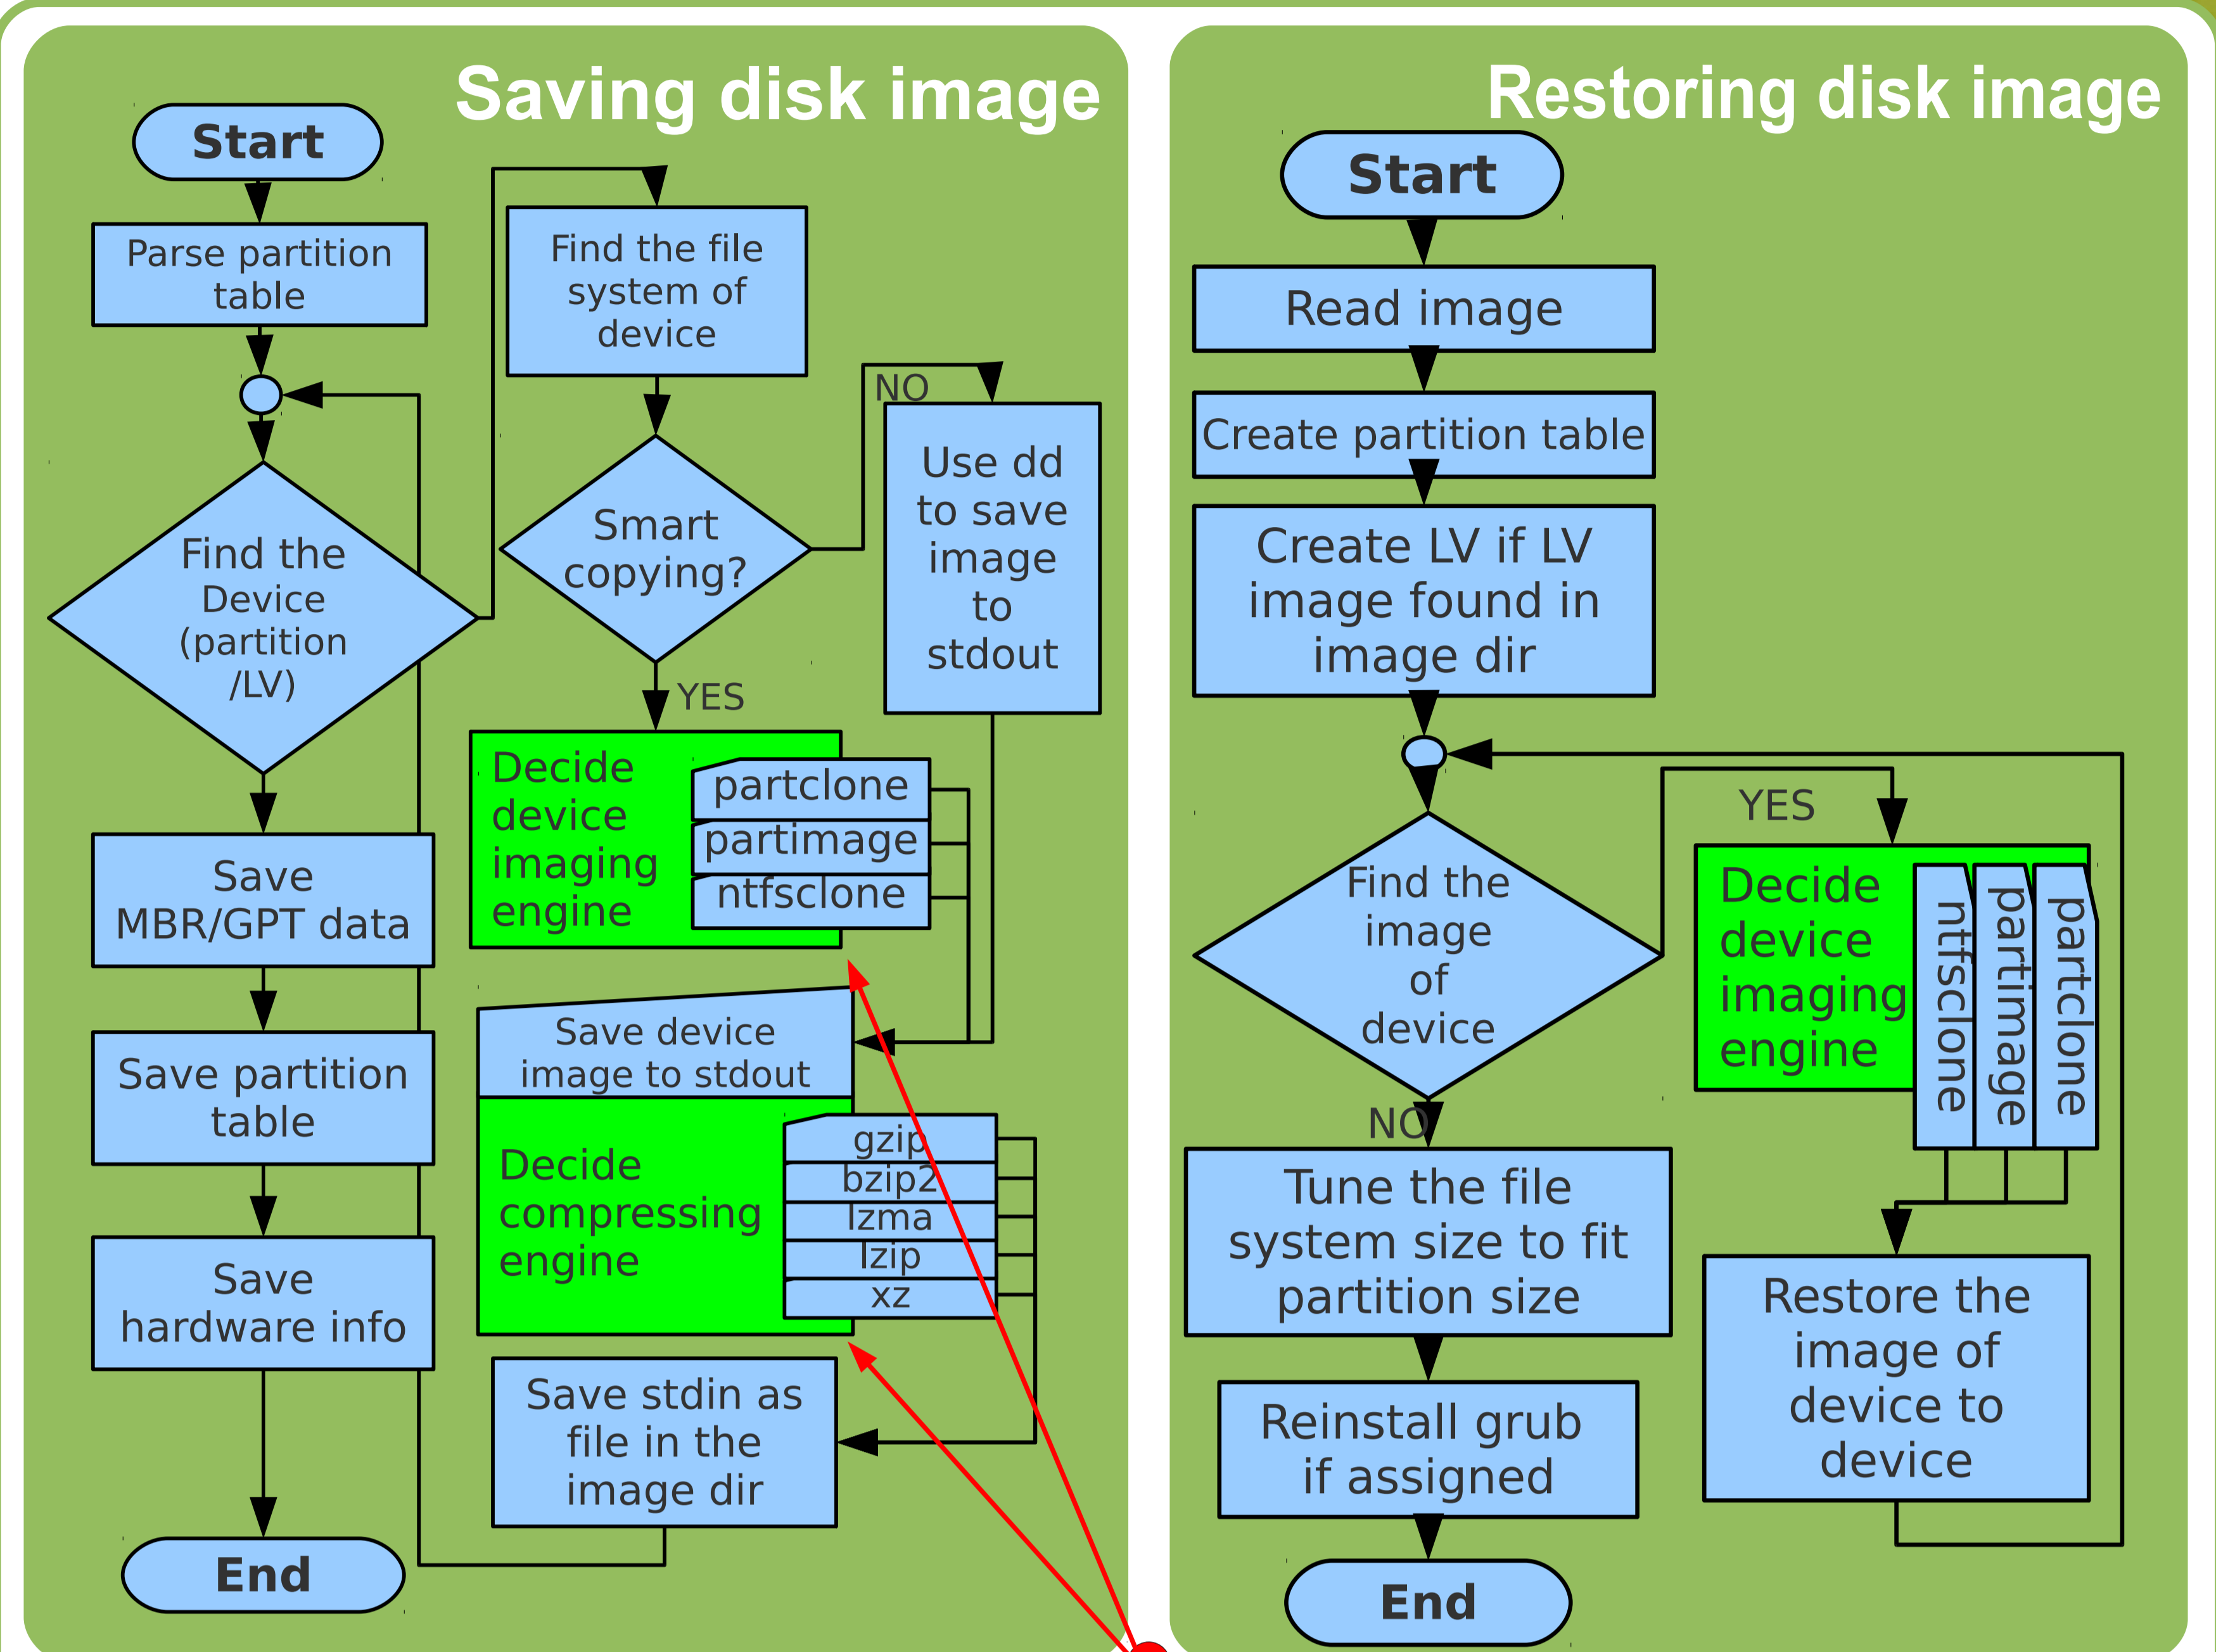 Saving disk image
Start
Parse partition
table
Find the
Device
(partition
/LV)
Save
MBR/GPT data
Save partition
table
Save
hardware info
End
Find the file
system of
device
Smart
copying?
NO
Use dd
to save
image
to
stdout
YES
Decide
device
imaging
engine
partclone
partimage
ntfsclone
Save device
image to stdout
Decide
compressing
engine
gzip
bzip2
lzma
lzip
xz
Save stdin as
file in the
image dir
Restoring disk image
Start
Read image
Create partition table
Create LV if LV
image found in
image dir
Find the
image
of
device
YES
Decide
device
imaging
engine
ntfsclone
partimage
partclone
Restore the
image of
device to
device
NO
Tune the file
system size to fit
partition size
Reinstall grub
if assigned
End